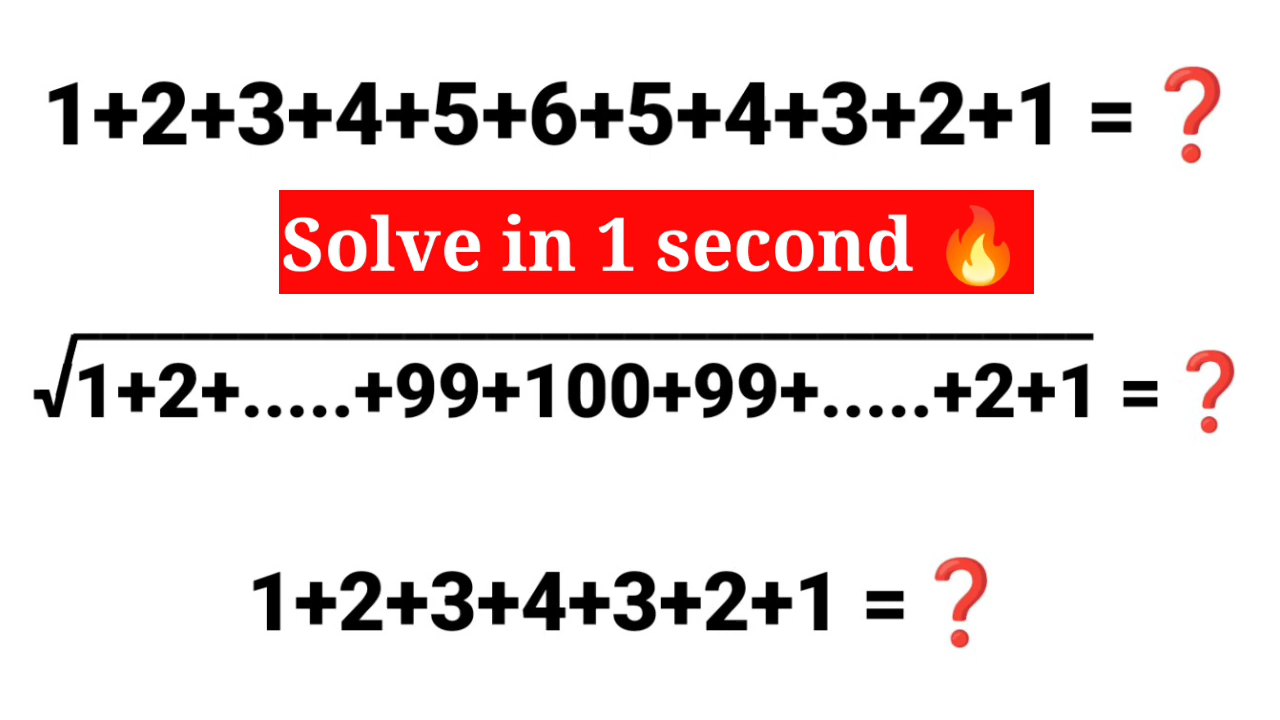 1+2+3+4+5+6+5+4+3+2+1 =❓
Solve in 1 second 🔥
√1+2+.....+99+100+99+.....+2+1 =❓
1+2+3+4+3+2+1 =❓